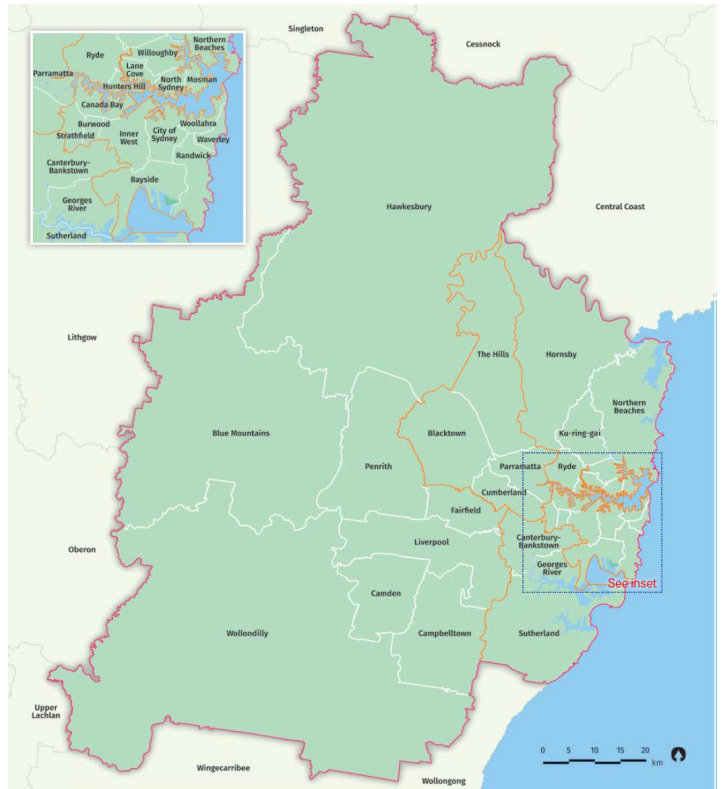 Singleton
Cessnock
Northern
Beaches
Ryde
Willoughby
Lane
Cove
Parramatta
North
Sydney
Mosman
Hunters Hill
Canada Bay
Burwood
Strathfield
Inner
West
City of
Sydney
Woollahra
Waverley
Randwick
Canterbury-
Bankstown
Bayside
Georges
River
Sutherland
Hawkesbury
Central Coast
Lithgow
The Hills
Hornsby
Northern
Beaches
Blue Mountains
Blacktown
Ku-ring-gai
Penrith
Parramatta
Ryde
Cumberland
Fairfield
Oberon
Liverpool
Canterbury-
Bankstown
Georges
River
See inset
Camden
Wollondilly
Campbelltown
Sutherland
Upper
Lachlan
Wingecarribee
Wollongong
0 5 10 15 20
km